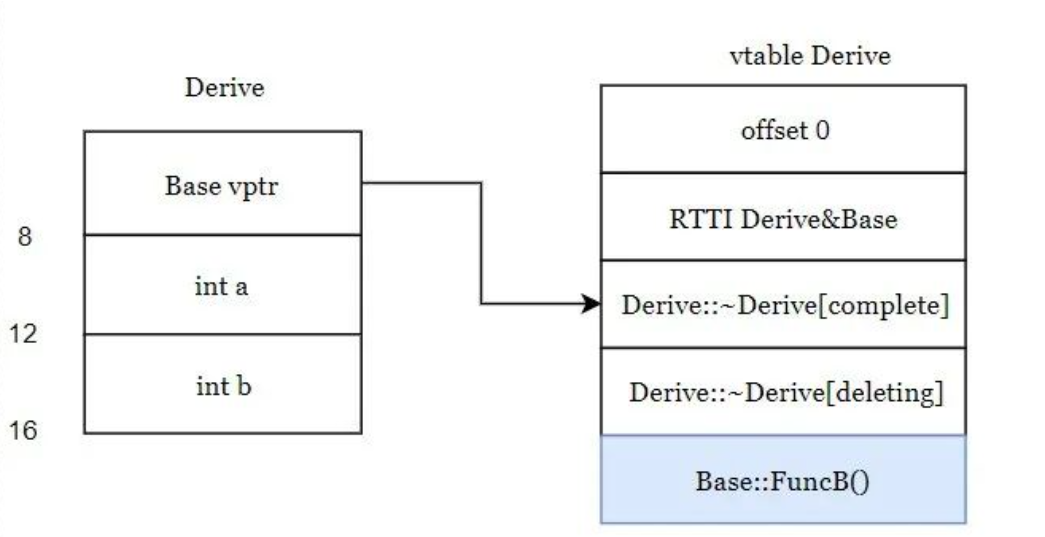 Derive
Base vptr
8
int a
12
int b
16
vtable Derive
offset 0
RTTI Derive&Base
Derive::~Derive[complete]
Derive::~Derive[deleting]
Base::FuncB()